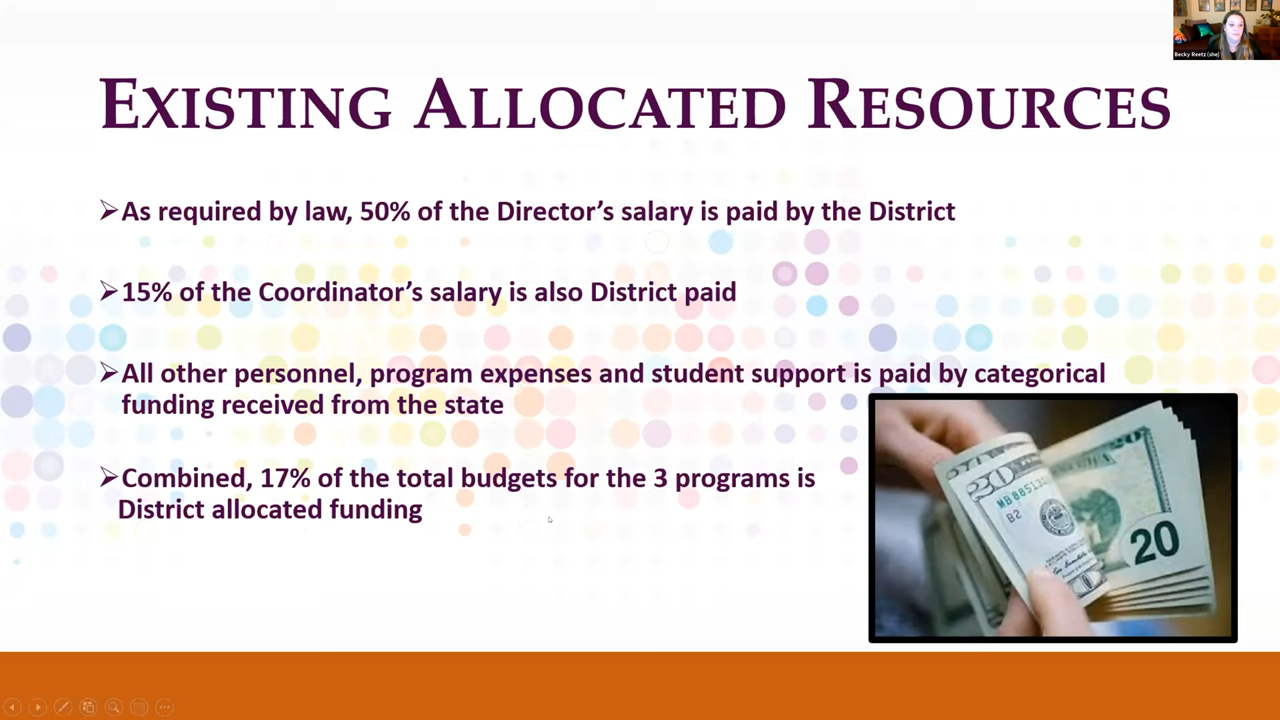 Becky Reetz (she)
EXISTING ALLOCATED RESOURCES
➢As required by law, 50% of the Director’s salary is paid by the District
➢15% of the Coordinator’s salary is also District paid
➢All other personnel, program expenses and student support is paid by categorical
funding received from the state
➢Combined, 17% of the total budgets for the 3 programs is
District allocated funding
20
B2
20